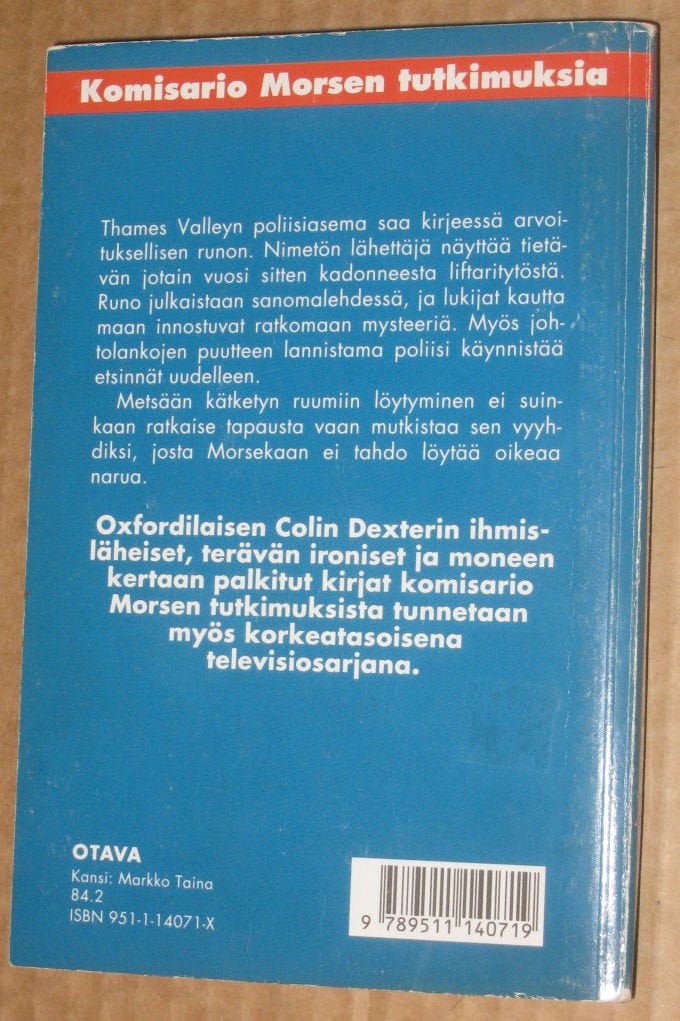 Komisario Morsen tutkimuksia
Thames Valleyn poliisiasema saa kirjeessä arvoi-
tuksellisen runon. Nimetön lähettäjä näyttää tietä-
vän jotain vuosi sitten kadonneesta liftaritytöstä.
Runo julkaistaan sanomalehdessä, ja lukijat kautta
maan innostuvat ratkomaan mysteeriä. Myös joh-
tolankojen puutteen lannistama poliisi käynnistää
etsinnät uudelleen.
Metsään kätketyn ruumiin löytyminen ei suin-
kaan ratkaise tapausta vaan mutkistaa sen vyyh-
diksi, josta Morsekaan ei tahdo löytää oikeaa
narua.
Oxfordilaisen Colin Dexterin ihmis-
läheiset, terävän ironiset ja moneen
kertaan palkitut kirjat komisario
Morsen tutkimuksista tunnetaan
myös korkeatasoisena
televisiosarjana.
OTAVA
Kansi: Markko Taina
84.2
ISBN 951-1-14071-X
9 789511 140719